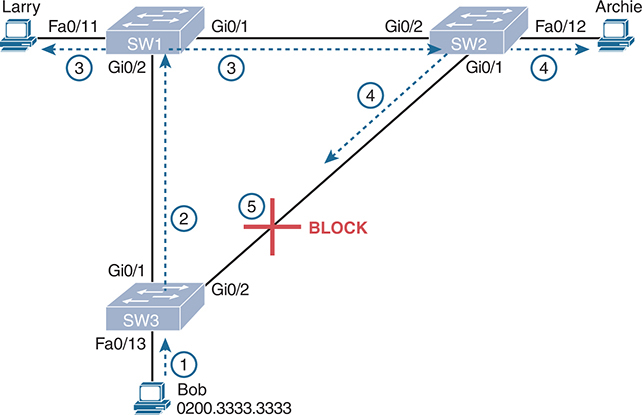 Larry
Fa0/11
Gi0/1
Gi0/2
Fa0/12
Archie
SW1
SW2
3
Gi0/2
3
Gi0/1
4
4
2
5
BLOCK
Gi0/1
Gi0/2
SW3
Fa0/13
1
Bob
0200.3333.3333